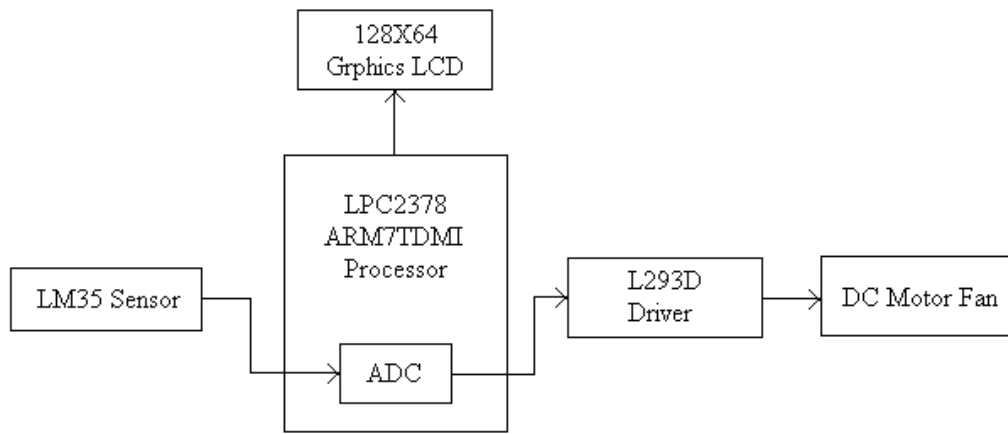 128X64
Grphics LCD
LPC2378
ARM7TDMI
Processor
LM35 Sensor
ADC
L293D
Driver
DC Motor Fan